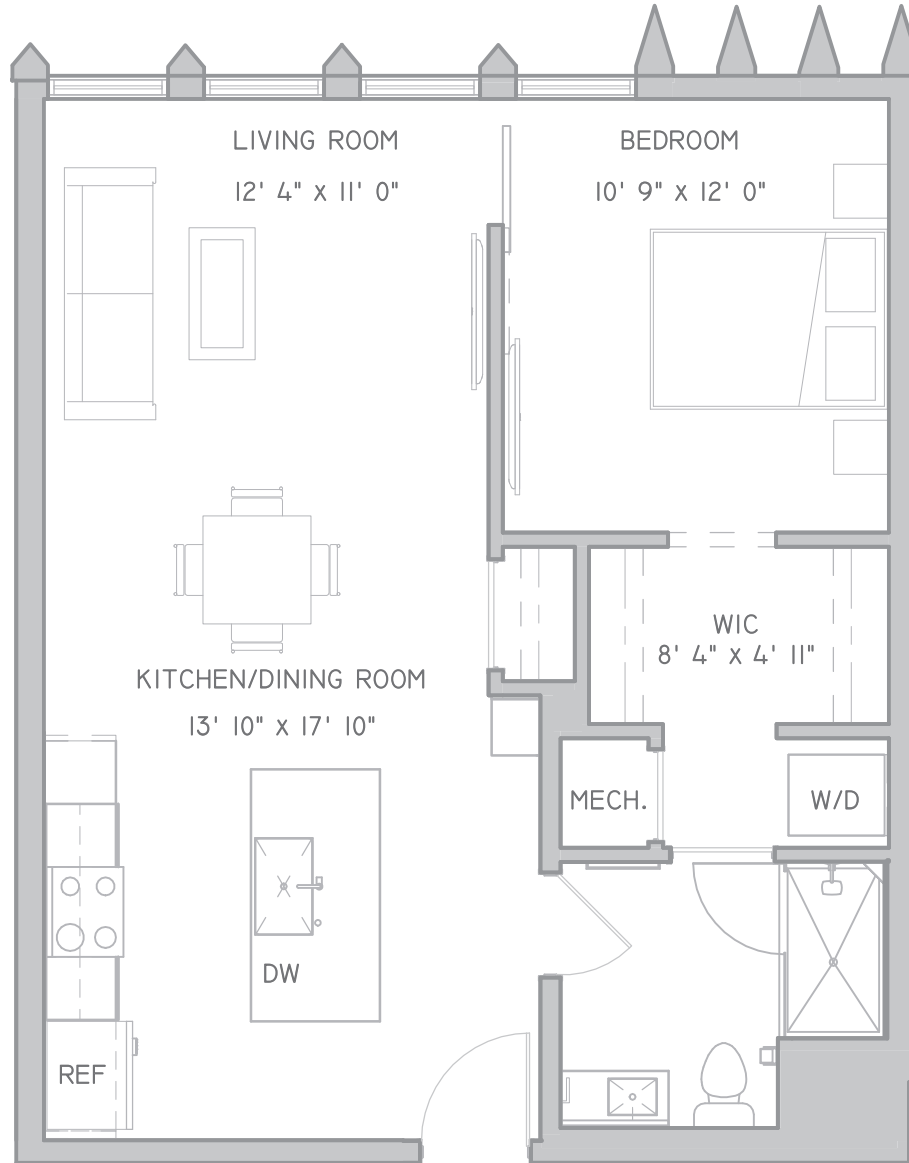 LIVING ROOM
12' 4" X 11' 0"
BEDROOM
10' 9" X 12' 0"
WIC
8' 4" X 4' 11"
KITCHEN/DINING ROOM
13' 10" X 17' 10"
MECH.
W/D
DW
REF